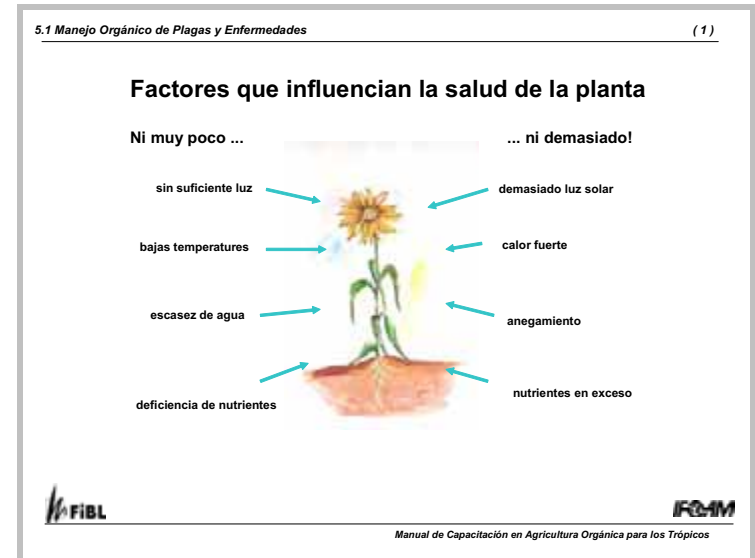 5.1 Manejo Orgánico de Plagas y Enfermedades
( 1 )
Factores que influencian la salud de la planta
Ni muy poco ...
... ni demasiado!
sin suficiente luz
demasiado luz solar
bajas temperatures
calor fuerte
escasez de agua
anegamiento
deficiencia de nutrientes
nutrientes en exceso
FiBL
IFOAM
Manual de Capacitación en Agricultura Orgánica para los Trópicos